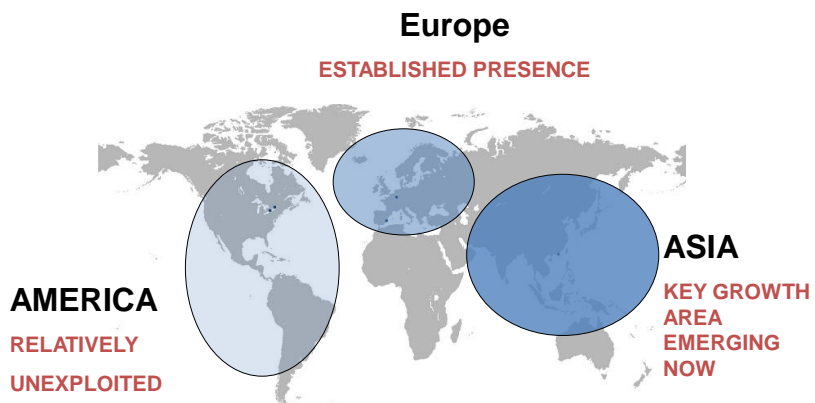 Europe
ESTABLISHED PRESENCE
AMERICA
RELATIVELY
UNEXPLOITED
ASIA
KEY GROWTH
AREA
EMERGING
NOW